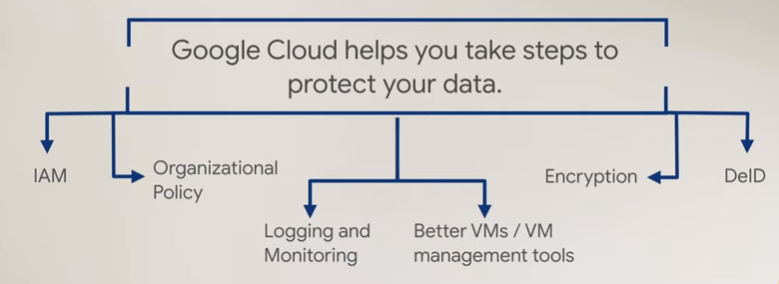 Google Cloud helps you take steps to
protect your data.
IAM
Organizational
Policy
Logging and
Monitoring
Better VMs / VM
management tools
Encryption
DeID